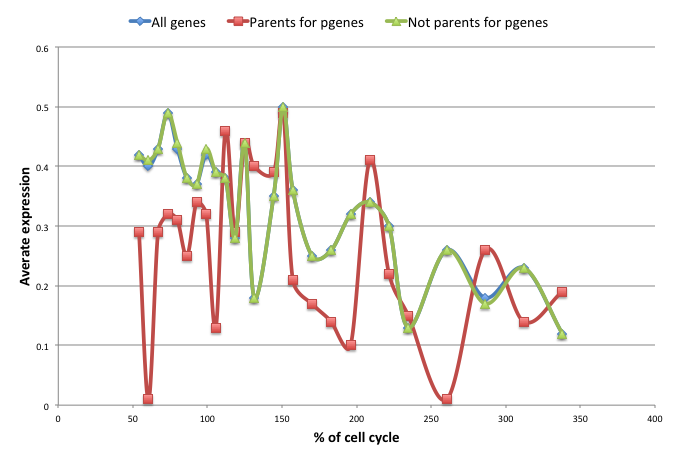 All genes Parents for pgenes Not parents for pgenes
0.6
0.5
0.4
0.3
0.2
0.1
0
Averate expression
0 50 100 150 200 250 300 350 400
% of cell cycle